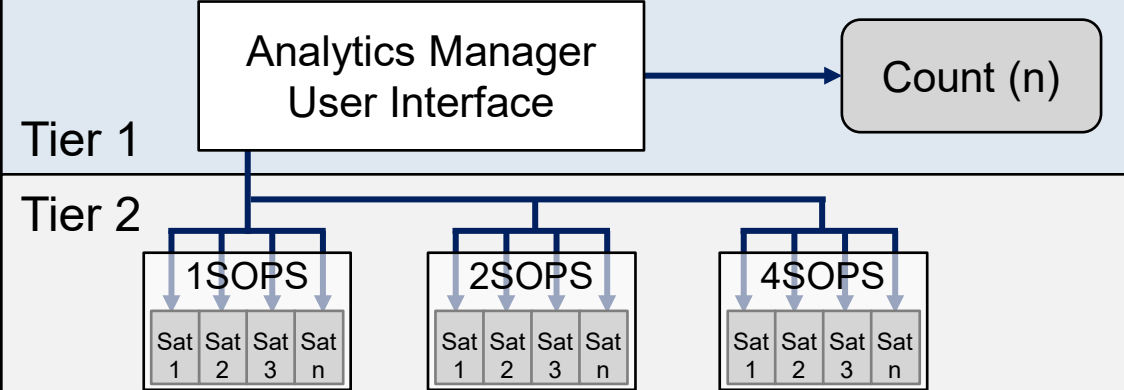 Analytics Manager
User Interface
Count (n)
Tier 1
Tier 2
1SOPS
2SOPS
4SOPS
Sat Sat Sat Sat
1 2 3 n
Sat Sat Sat Sat
1 2 3 n
Sat Sat Sat Sat
1 2 3 n